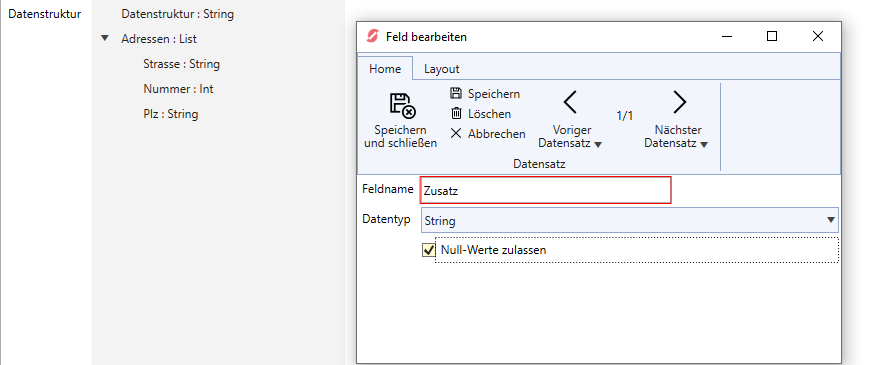 Datenstruktur
Datenstruktur : String
Adressen : List
Strasse : String
Nummer : Int
Plz : String
Feld bearbeiten
Home Layout
Speichern und schließen
Speichern
Löschen
Abbrechen
Voriger Datensatz
1/1
Nächster Datensatz
Datensatz
Feldname Zusatz
Datentyp String
Null-Werte zulassen